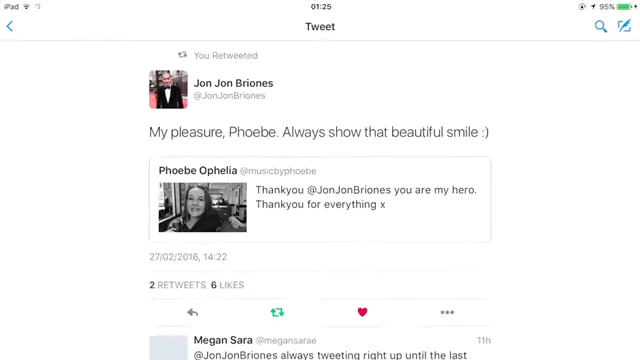 iPad 01:25 95%
Tweet
You Retweeted
Jon Jon Briones
@JonJonBriones
My pleasure, Phoebe. Always show that beautiful smile :)
Phoebe Ophelia @musicbyphoebe
Thankyou @JonJonBriones you are my hero.
Thankyou for everything x
27/02/2016, 14:22
2 RETWEETS 6 LIKES
Megan Sara @megansarae 11h
@JonJonBriones always tweeting right up until the last